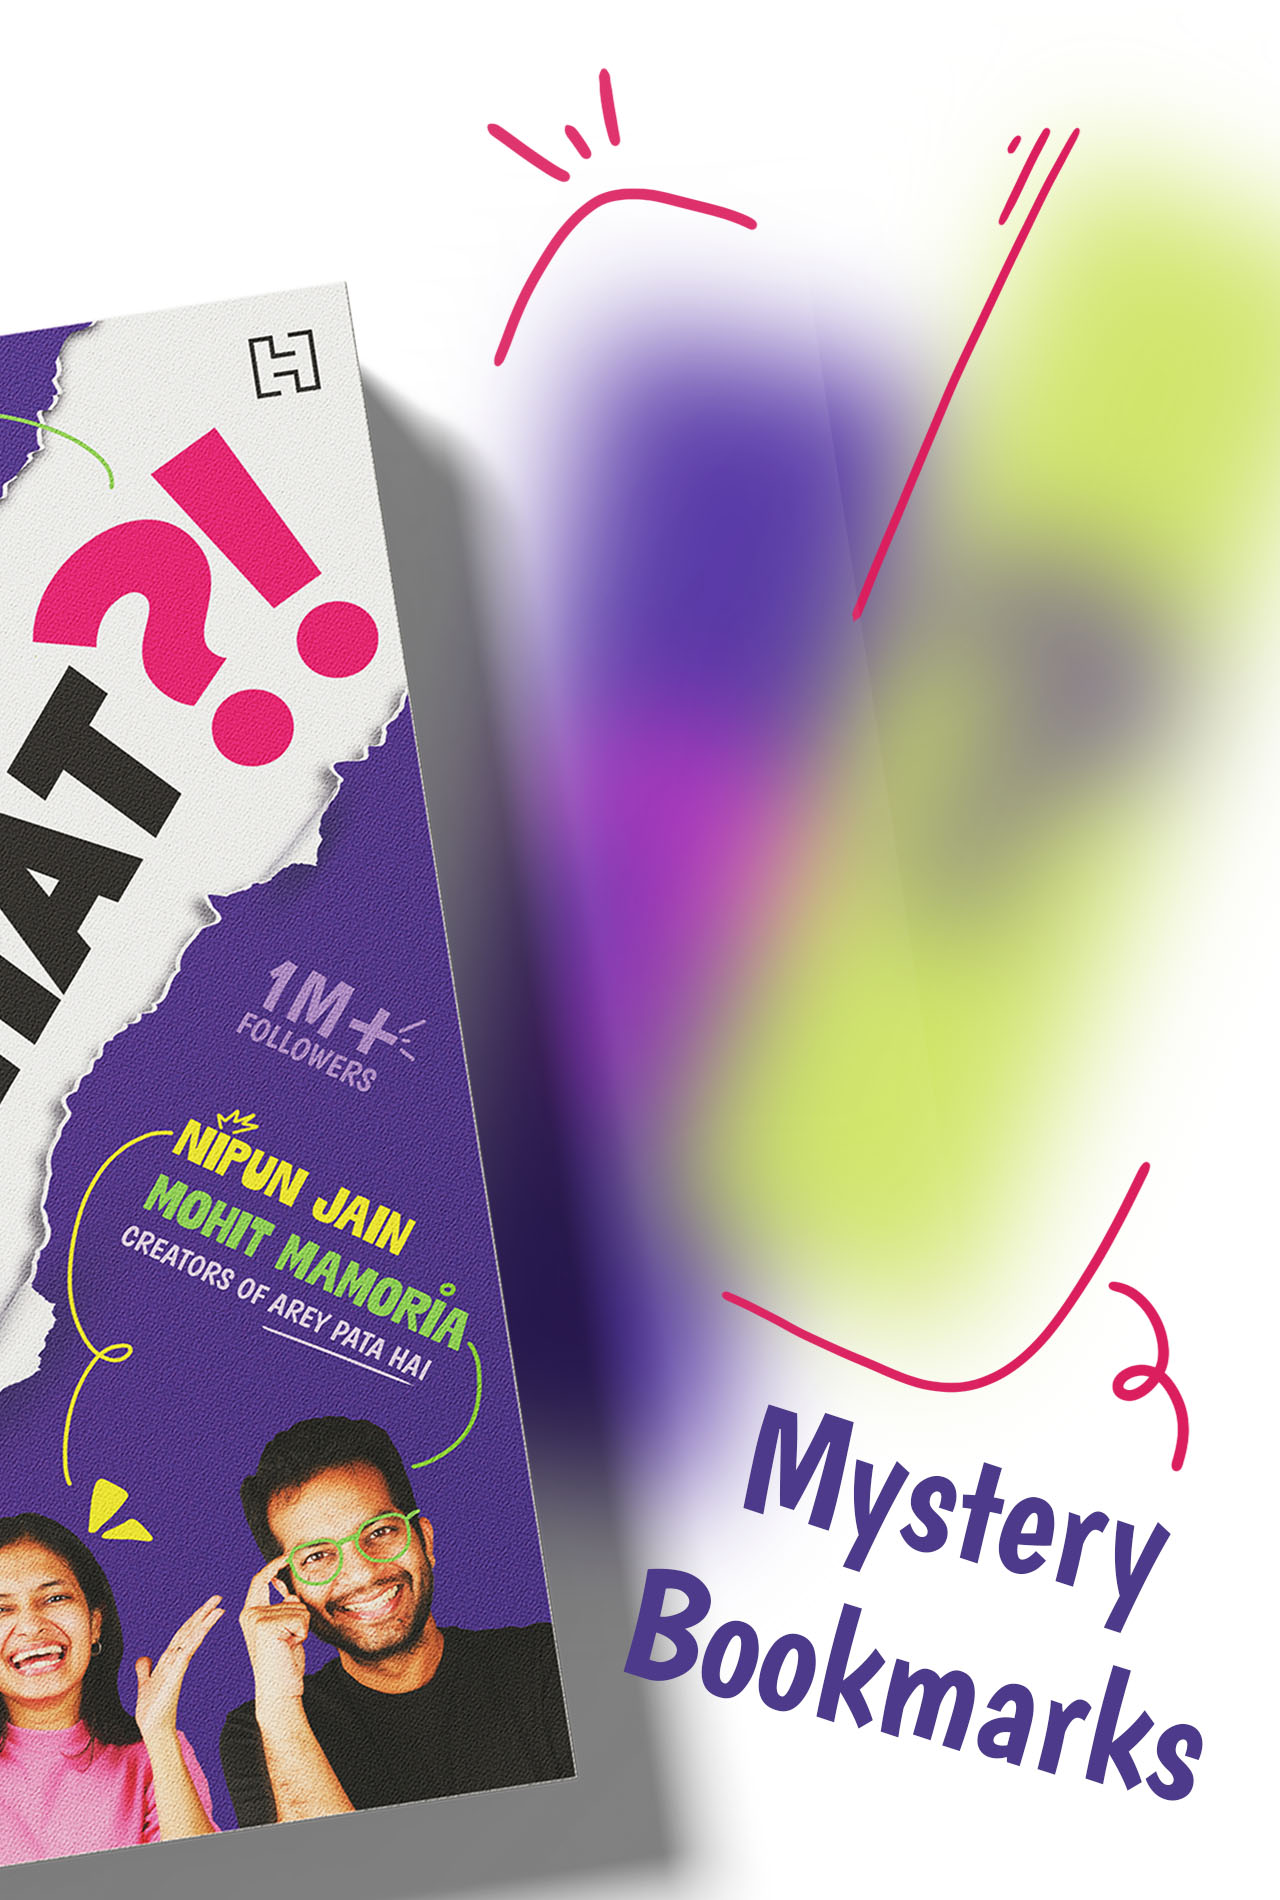 ?!
HAT
1M+
FOLLOWERS
NIPUN JAIN
MOHIT MAMORIA
CREATORS OF AREY PATA HAI
Mystery
Bookmarks